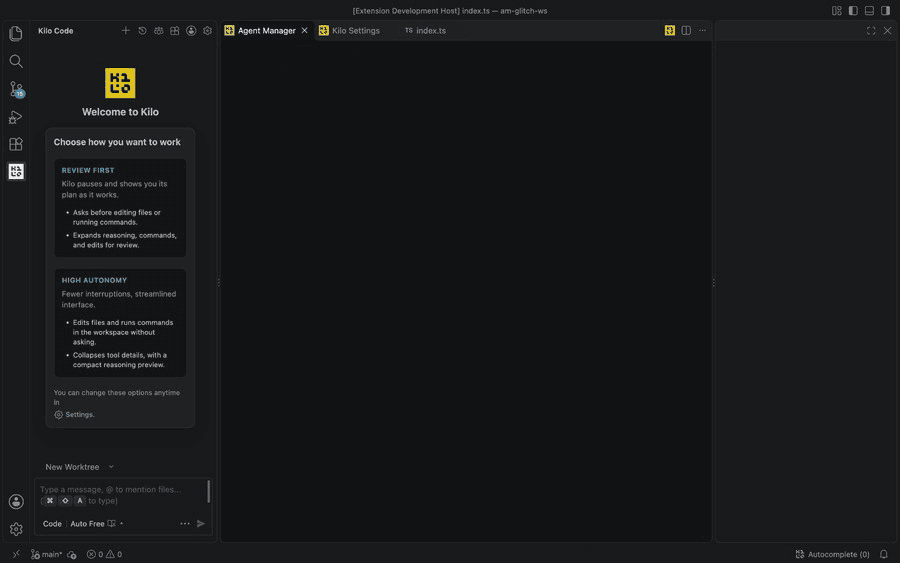 [Extension Development Host] index.ts — am-glitch-ws
Kilo Code
Agent Manager
Kilo Settings
TS index.ts
15
Welcome to Kilo
Choose how you want to work
REVIEW FIRST
Kilo pauses and shows you its
plan as it works.
• Asks before editing files or
running commands.
• Expands reasoning, commands,
and edits for review.
HIGH AUTONOMY
Fewer interruptions, streamlined
interface.
• Edits files and runs commands
in the workspace without
asking.
• Collapses tool details, with a
compact reasoning preview.
You can change these options anytime
in
Settings.
New Worktree
Type a message, @ to mention files...
(⌘ ⇧ A to type)
Code
Auto Free
main*
0 0
Autocomplete (0)